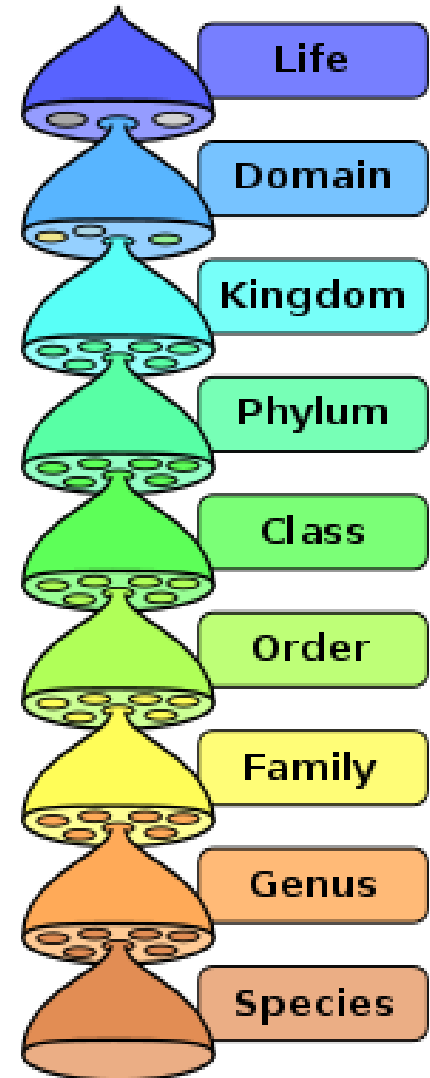 Life
Domain
Kingdom
Phylum
Class
Order
Family
Genus
Species